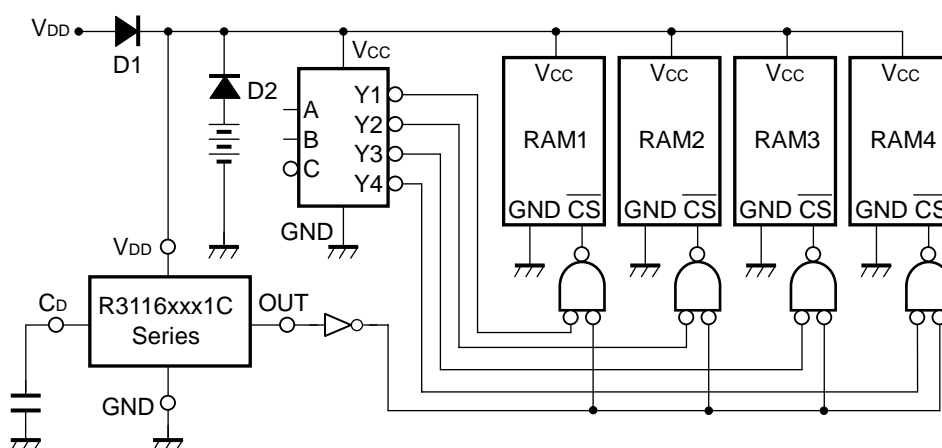 VDD
D1
D2
VCC
A
B
C
Y1
Y2
Y3
Y4
GND
VCC
RAM1
GND CS
VCC
RAM2
GND CS
VCC
RAM3
GND CS
VCC
RAM4
GND CS
VDD
CD
R3116xxx1C
Series
OUT
GND